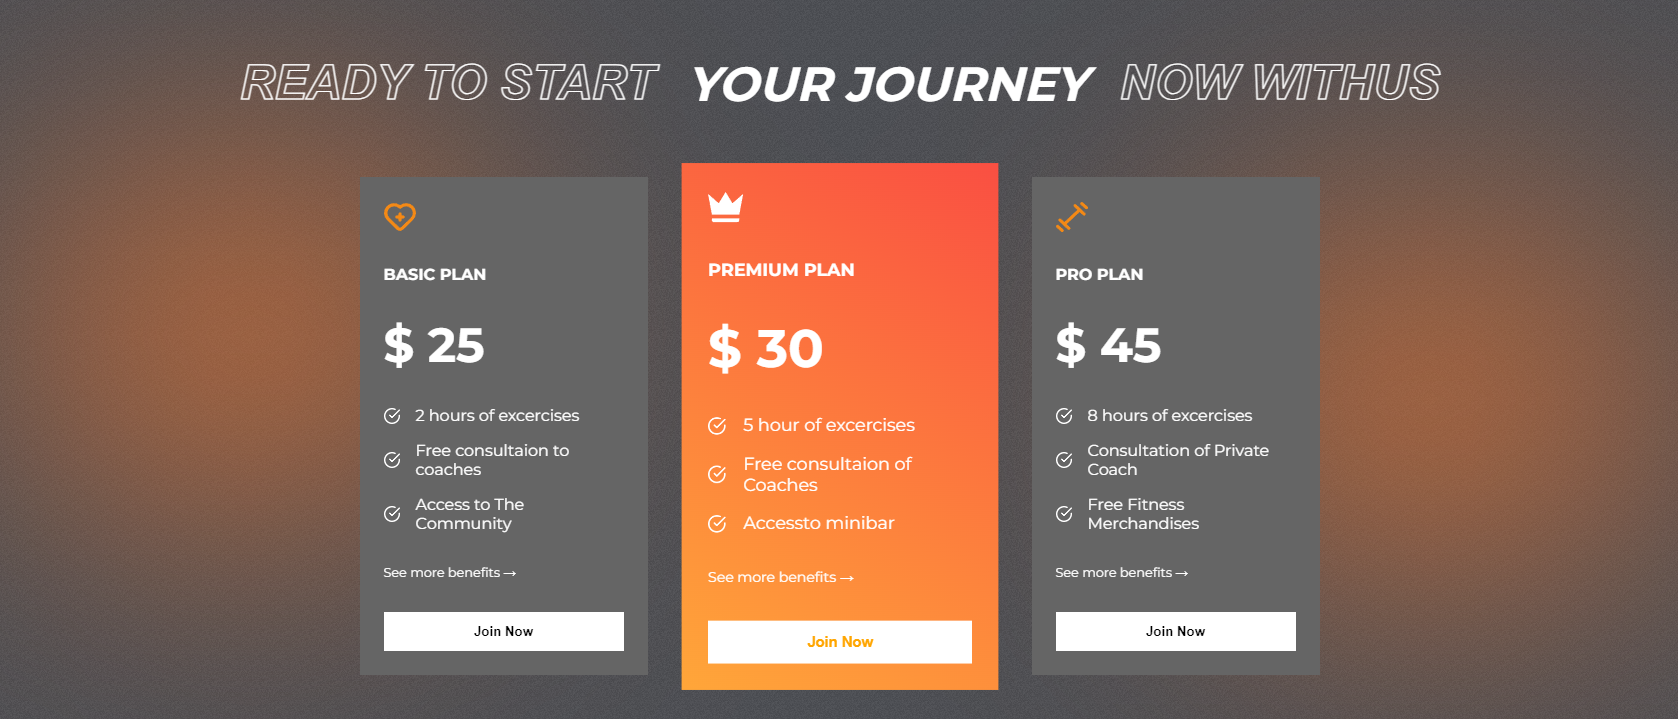 READY TO START YOUR JOURNEY NOW WITHUS
BASIC PLAN
$ 25
2 hours of excercises
Free consultaion to
coaches
Access to The
Community
See more benefits →
Join Now
PREMIUM PLAN
$ 30
5 hour of excercises
Free consultaion of
Coaches
Accessto minibar
See more benefits →
Join Now
PRO PLAN
$ 45
8 hours of excercises
Consultation of Private
Coach
Free Fitness
Merchandises
See more benefits →
Join Now